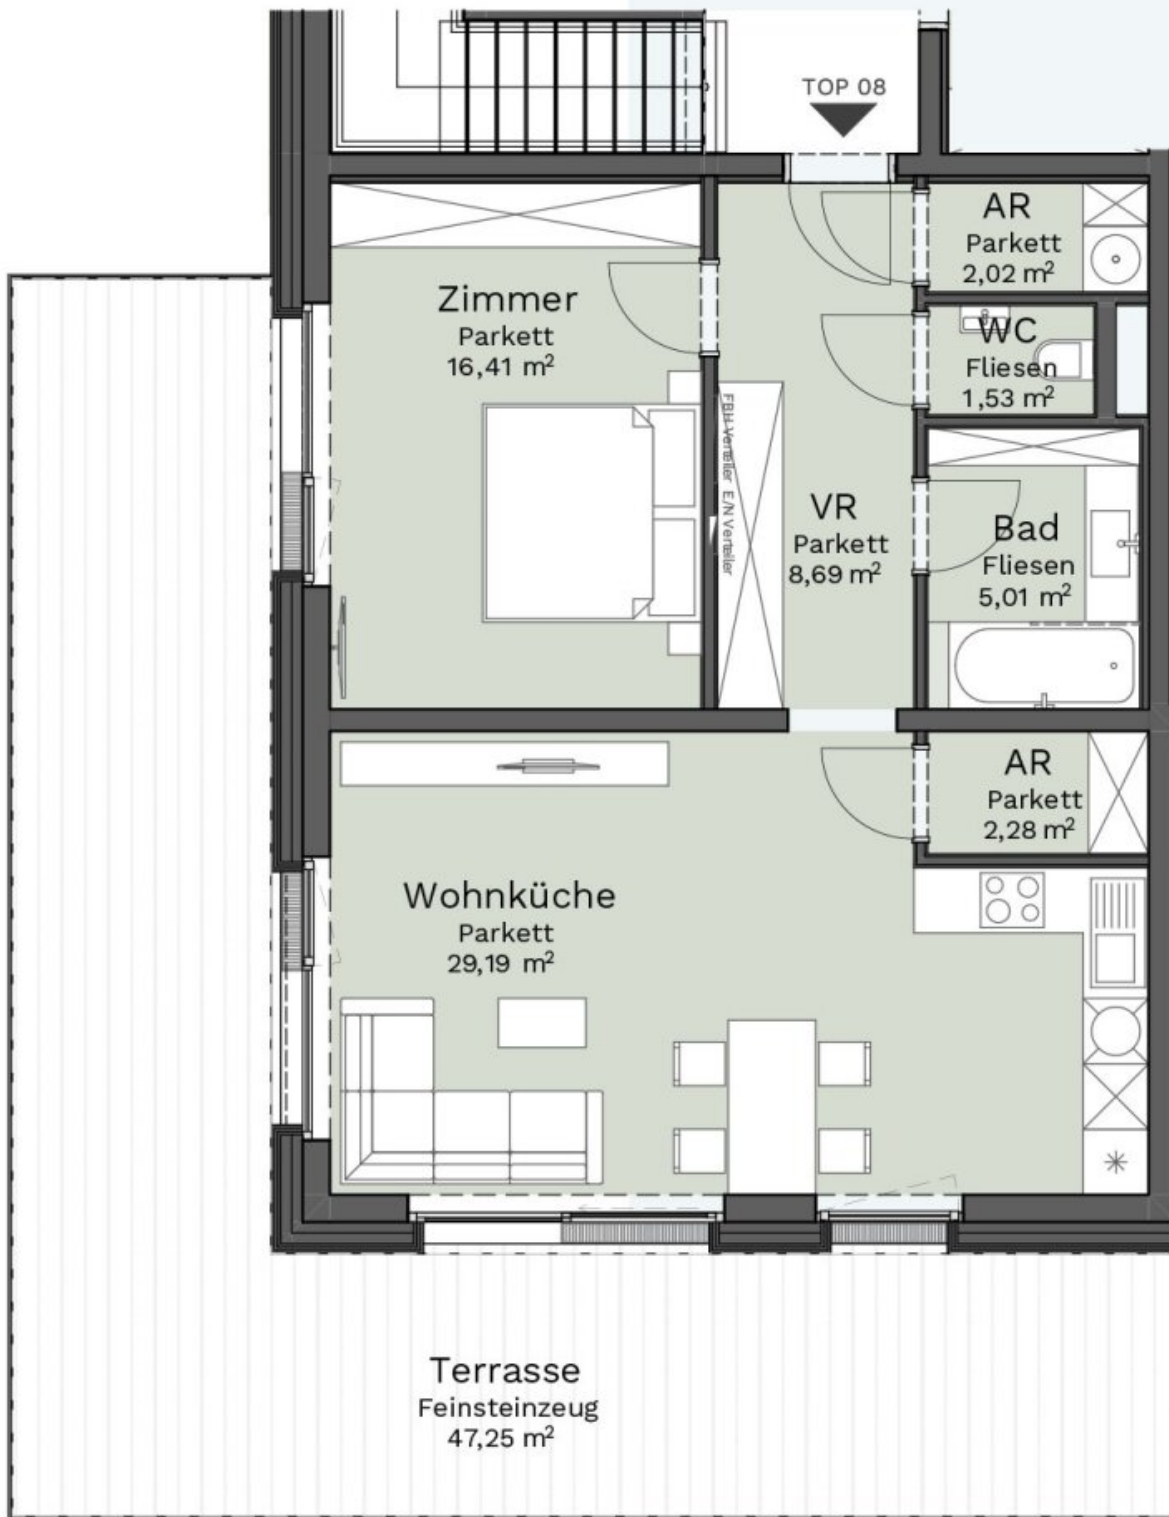 TOP 08
AR
Parkett
2,02 m²
Zimmer
Parkett
16,41 m²
WC
Fliesen
1,53 m²
FBH Verteiler E/N Verteiler
VR
Parkett
8,69 m²
Bad
Fliesen
5,01 m²
AR
Parkett
2,28 m²
Wohnküche
Parkett
29,19 m²
Terrasse
Feinsteinzeug
47,25 m²